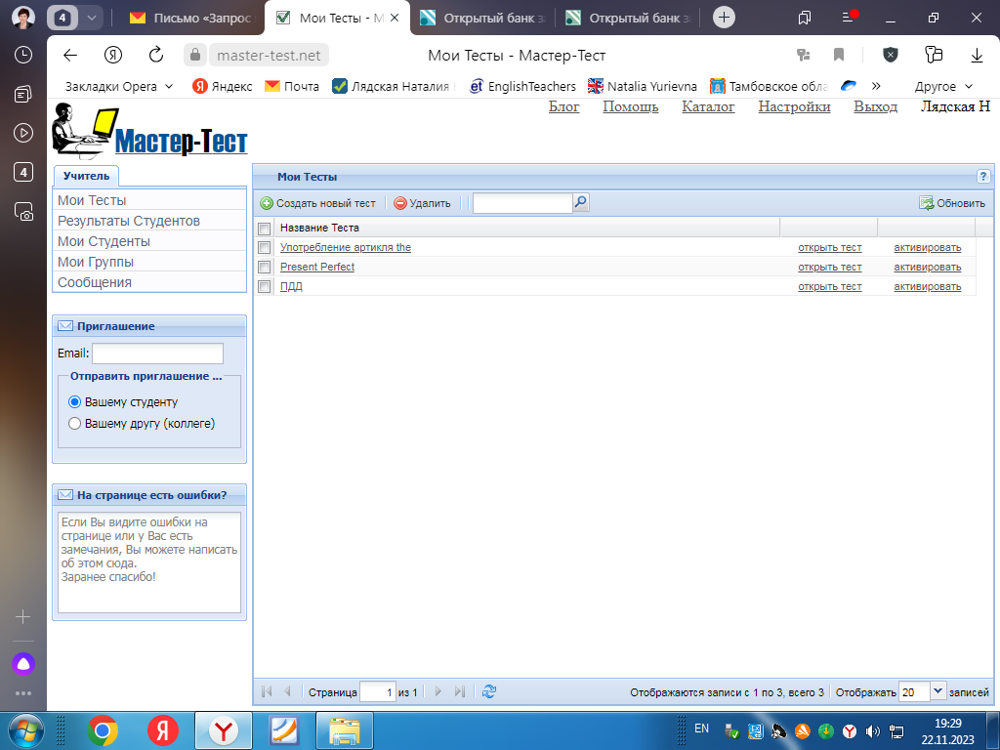 4
Письмо «Запрос
Мои Тесты - М
Открытый банк за
Открытый банк за
master-test.net
Мои Тесты - Мастер-Тест
Закладки Opera
Яндекс
Почта
Лядская Наталия
EnglishTeachers
Natalia Yurievna
Тамбовское обла
Другое
4
Блог Помощь Каталог Настройки Выход Лядская Н
Мастер-Тест
Учитель
Мои Тесты
Результаты Студентов
Мои Студенты
Мои Группы
Сообщения
Приглашение
Email:
Отправить приглашение ...
Вашему студенту
Вашему другу (коллеге)
На странице есть ошибки?
Если Вы видите ошибки на
странице или у Вас есть
замечания, Вы можете написать
об этом сюда.
Заранее спасибо!
Мои Тесты
Создать новый тест Удалить Обновить
Название Теста
Употребление артикля the открыть тест активировать
Present Perfect открыть тест активировать
ПДД открыть тест активировать
Страница 1 из 1 Отображаются записи с 1 по 3, всего 3 Отображать 20 записей
EN
19:29
22.11.2023